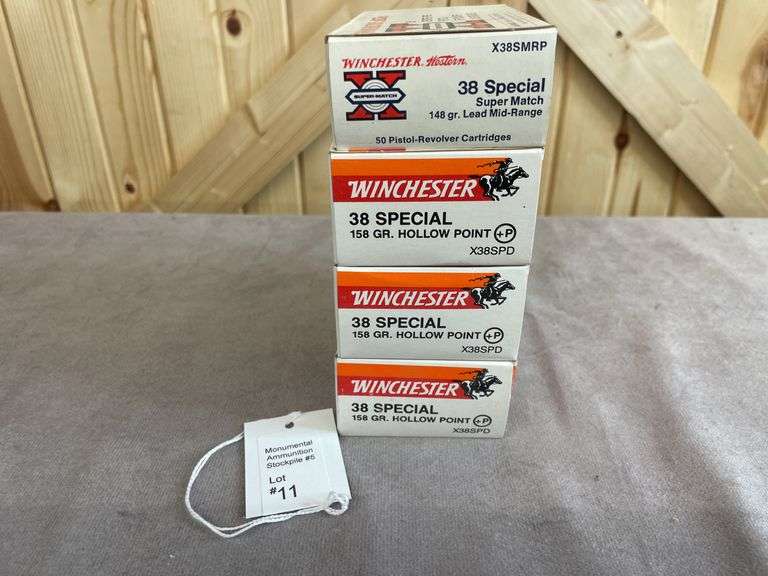 X38SMRP
WINCHESTER Western
X
SUPER-MATCH
38 Special
Super Match
148 gr. Lead Mid-Range
50 Pistol-Revolver Cartridges
WINCHESTER
38 SPECIAL
158 GR. HOLLOW POINT +P
X38SPD
WINCHESTER
38 SPECIAL
158 GR. HOLLOW POINT +P
X38SPD
WINCHESTER
38 SPECIAL
158 GR. HOLLOW POINT +P
X38SPD
Monumental
Ammunition
Stockpile #5
Lot
#11